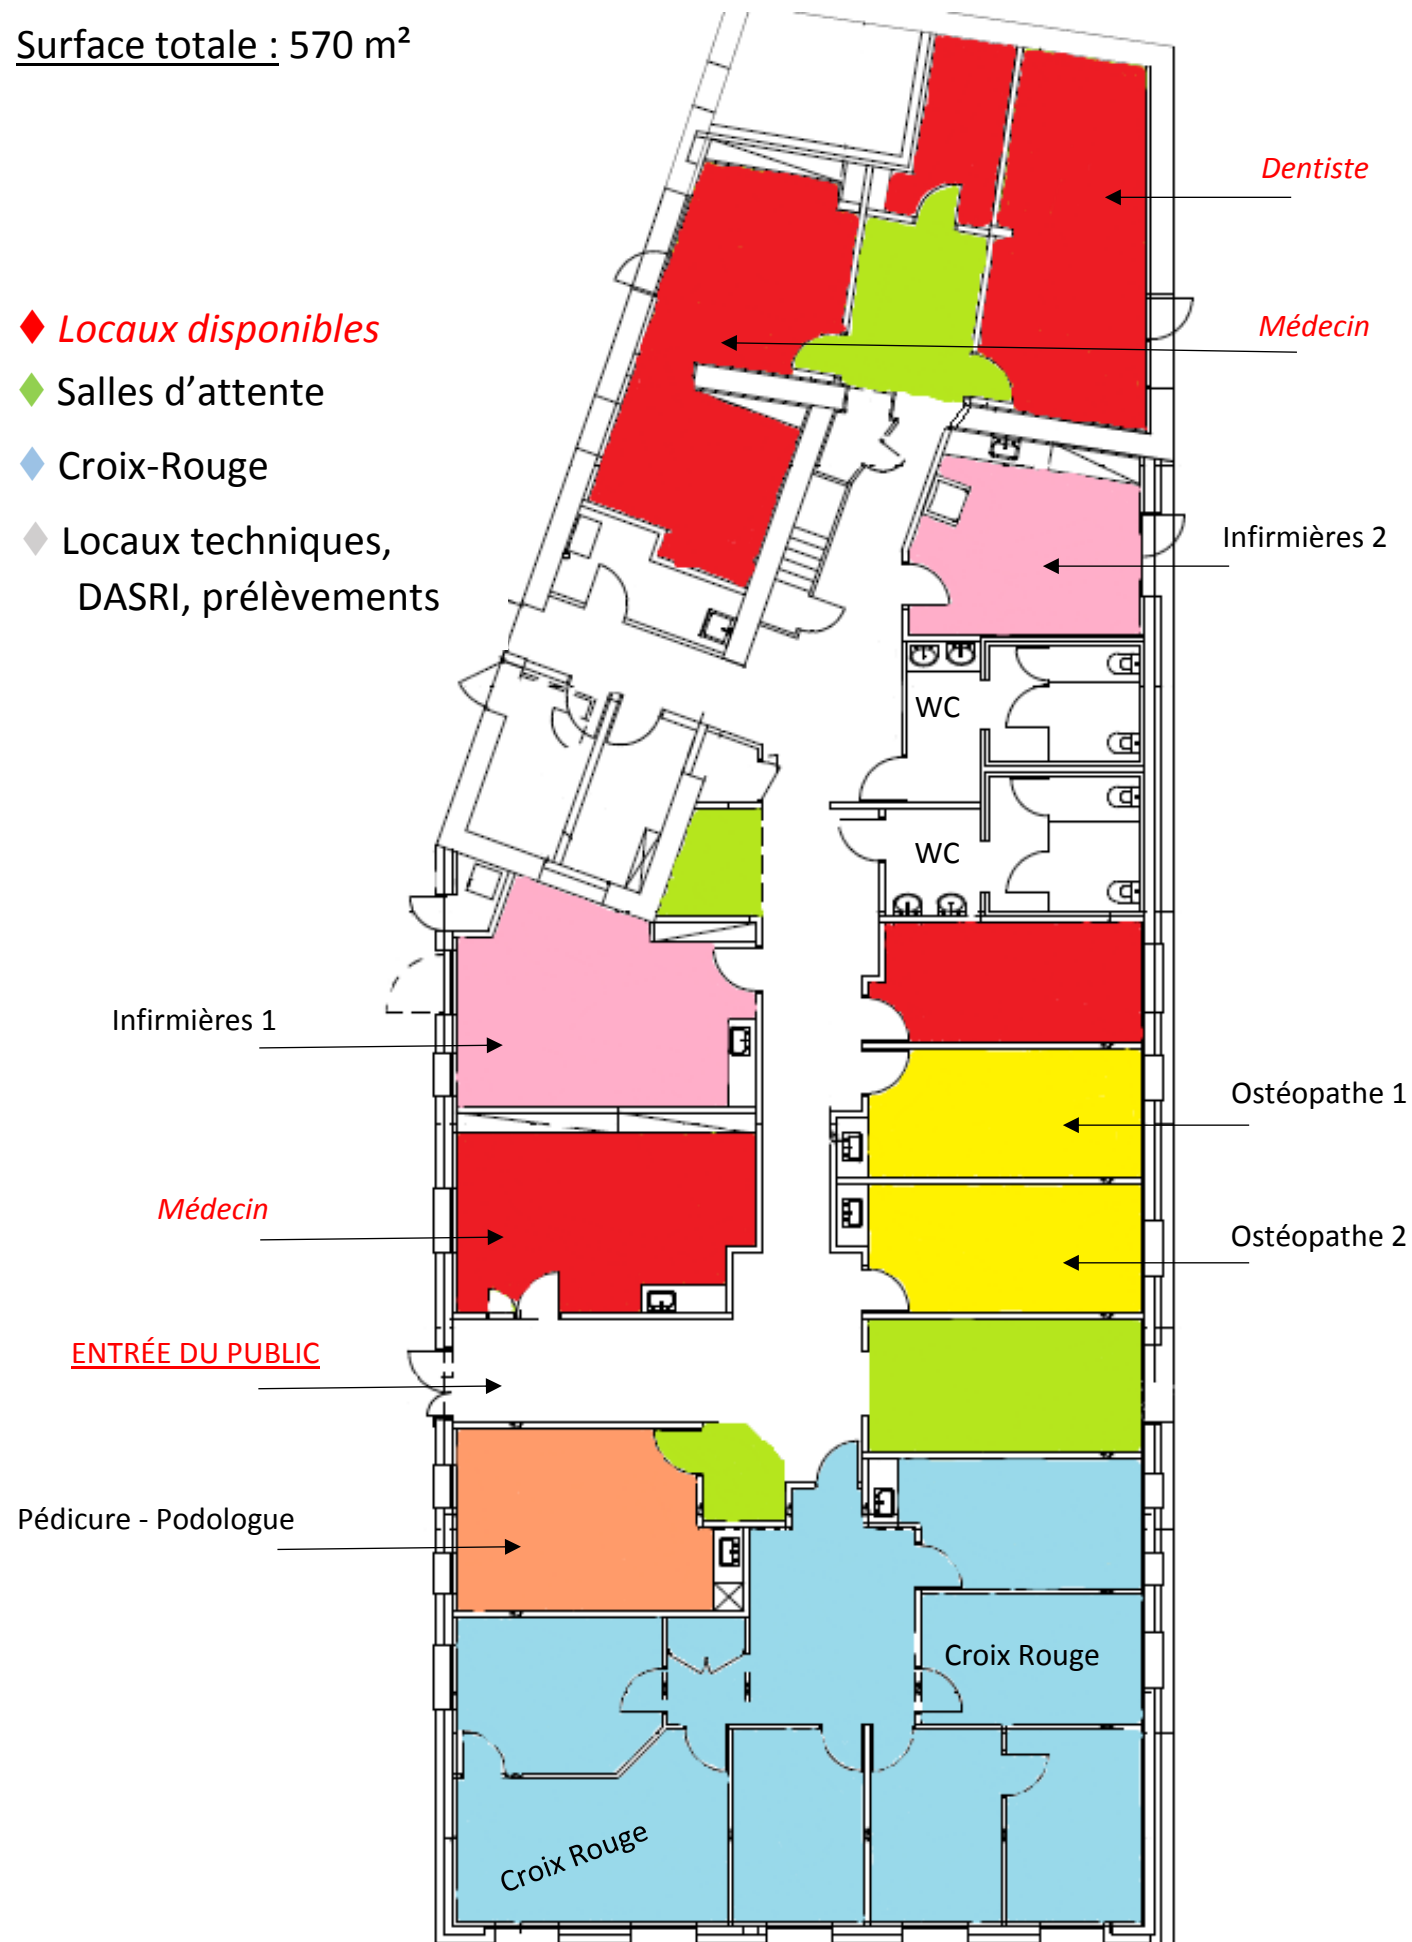 Surface totale : 570 m²
Dentiste
Médecin
Locaux disponibles
Salles d’attente
Croix-Rouge
Locaux techniques,
DASRI, prélèvements
Infirmières 2
WC
WC
Infirmières 1
Ostéopathe 1
Médecin
Ostéopathe 2
ENTRÉE DU PUBLIC
Pédicure - Podologue
Croix Rouge
Croix Rouge